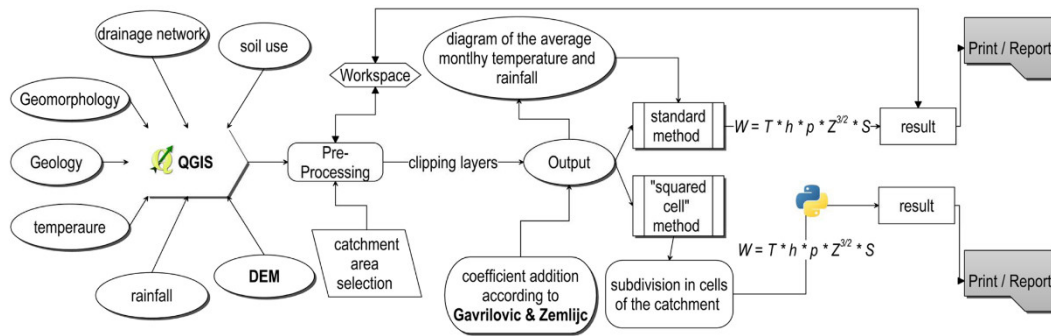 drainage network
soil use
Geomorphology
Geology
QGIS
temperaure
rainfall
DEM
Workspace
Pre-
Processing
catchment
area
selection
clipping layers
diagram of the average
montlhy temperature and
rainfall
Output
coefficient addition
according to
Gavrilovic & Zemlijc
standard
method
W = T * h * p * Z^3/2 * S
result
Print / Report
"squared
cell"
method
subdivision in cells
of the catchment
W = T * h * p * Z^3/2 * S
result
Print / Report